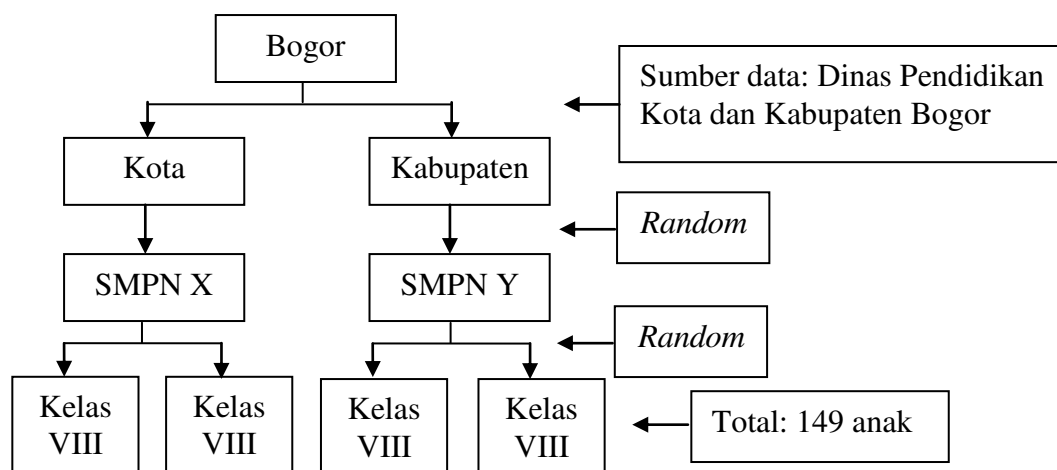 Bogor
Sumber data: Dinas Pendidikan
Kota dan Kabupaten Bogor
Kota
Kabupaten
Random
SMPN X
SMPN Y
Random
Kelas
VIII
Kelas
VIII
Kelas
VIII
Kelas
VIII
Total: 149 anak